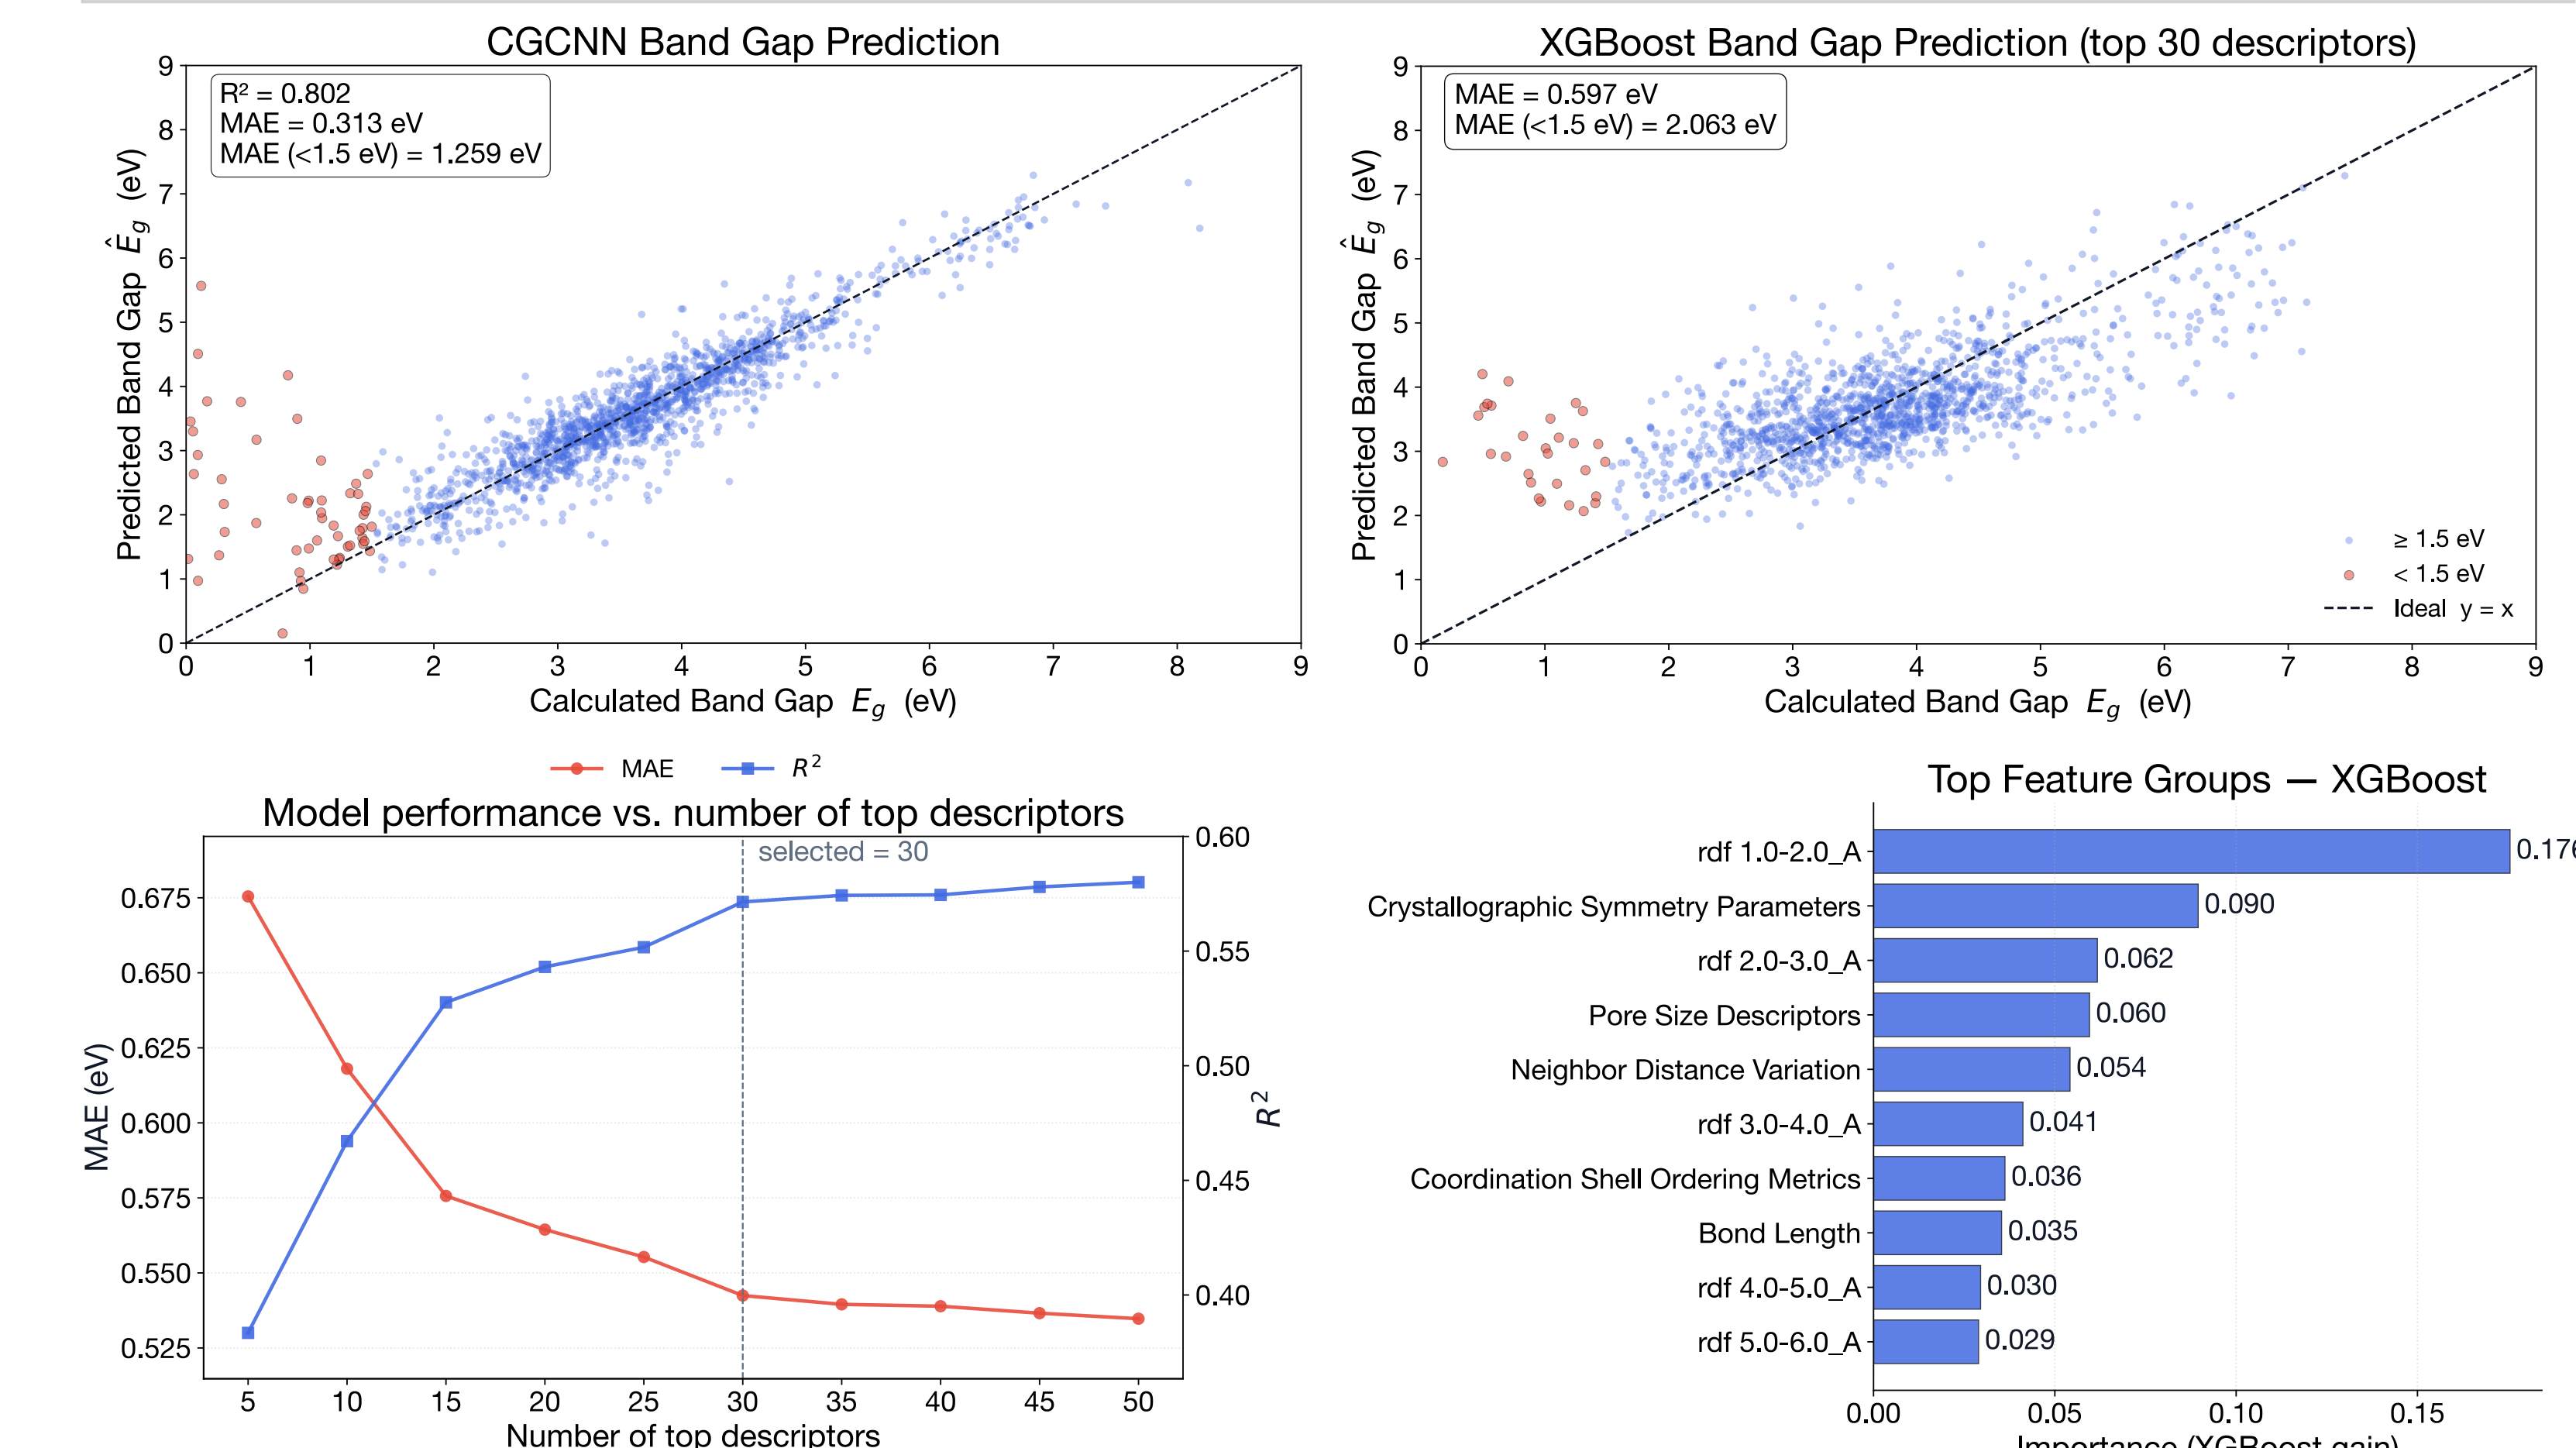 CGCNN Band Gap Prediction
R² = 0.802
MAE = 0.313 eV
MAE (<1.5 eV) = 1.259 eV
Predicted Band Gap Ê_g (eV)
9
8
7
6
5
4
3
2
1
0
0 1 2 3 4 5 6 7 8 9
Calculated Band Gap E_g (eV)
XGBoost Band Gap Prediction (top 30 descriptors)
MAE = 0.597 eV
MAE (<1.5 eV) = 2.063 eV
Predicted Band Gap Ê_g (eV)
9
8
7
6
5
4
3
2
1
0
≥ 1.5 eV
< 1.5 eV
Ideal y = x
0 1 2 3 4 5 6 7 8 9
Calculated Band Gap E_g (eV)
MAE R²
Model performance vs. number of top descriptors
selected = 30
MAE (eV)
0.675
0.650
0.625
0.600
0.575
0.550
0.525
0.60
0.55
0.50
0.45
0.40
R²
5 10 15 20 25 30 35 40 45 50
Number of top descriptors
Top Feature Groups — XGBoost
rdf 1.0-2.0_A 0.176
Crystallographic Symmetry Parameters 0.090
rdf 2.0-3.0_A 0.062
Pore Size Descriptors 0.060
Neighbor Distance Variation 0.054
rdf 3.0-4.0_A 0.041
Coordination Shell Ordering Metrics 0.036
Bond Length 0.035
rdf 4.0-5.0_A 0.030
rdf 5.0-6.0_A 0.029
0.00 0.05 0.10 0.15
Importance (XGBoost gain)